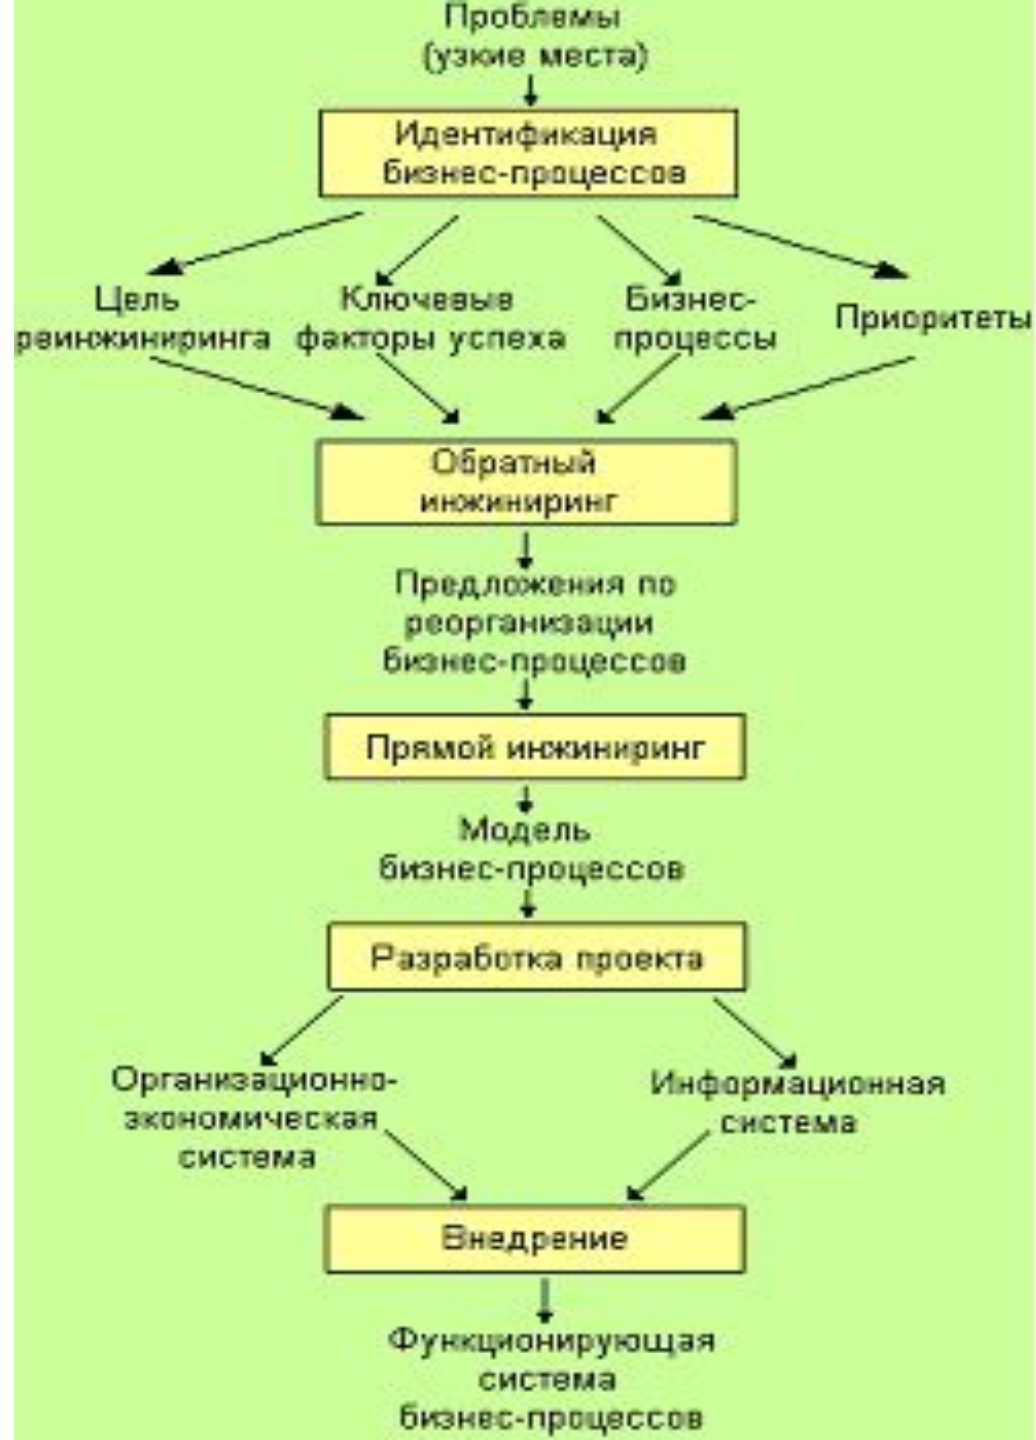 Проблемы
(узкие места)
Идентификация
бизнес-процессов
Цель
реинжиниринга
Ключевые
факторы успеха
Бизнес-
процессы
Приоритеты
Обратный
инжиниринг
Предложения по
реорганизации
бизнес-процессов
Прямой инжиниринг
Модель
бизнес-процессов
Разработка проекта
Организационно-
экономическая
система
Информационная
система
Внедрение
Функционирующая
система
бизнес-процессов